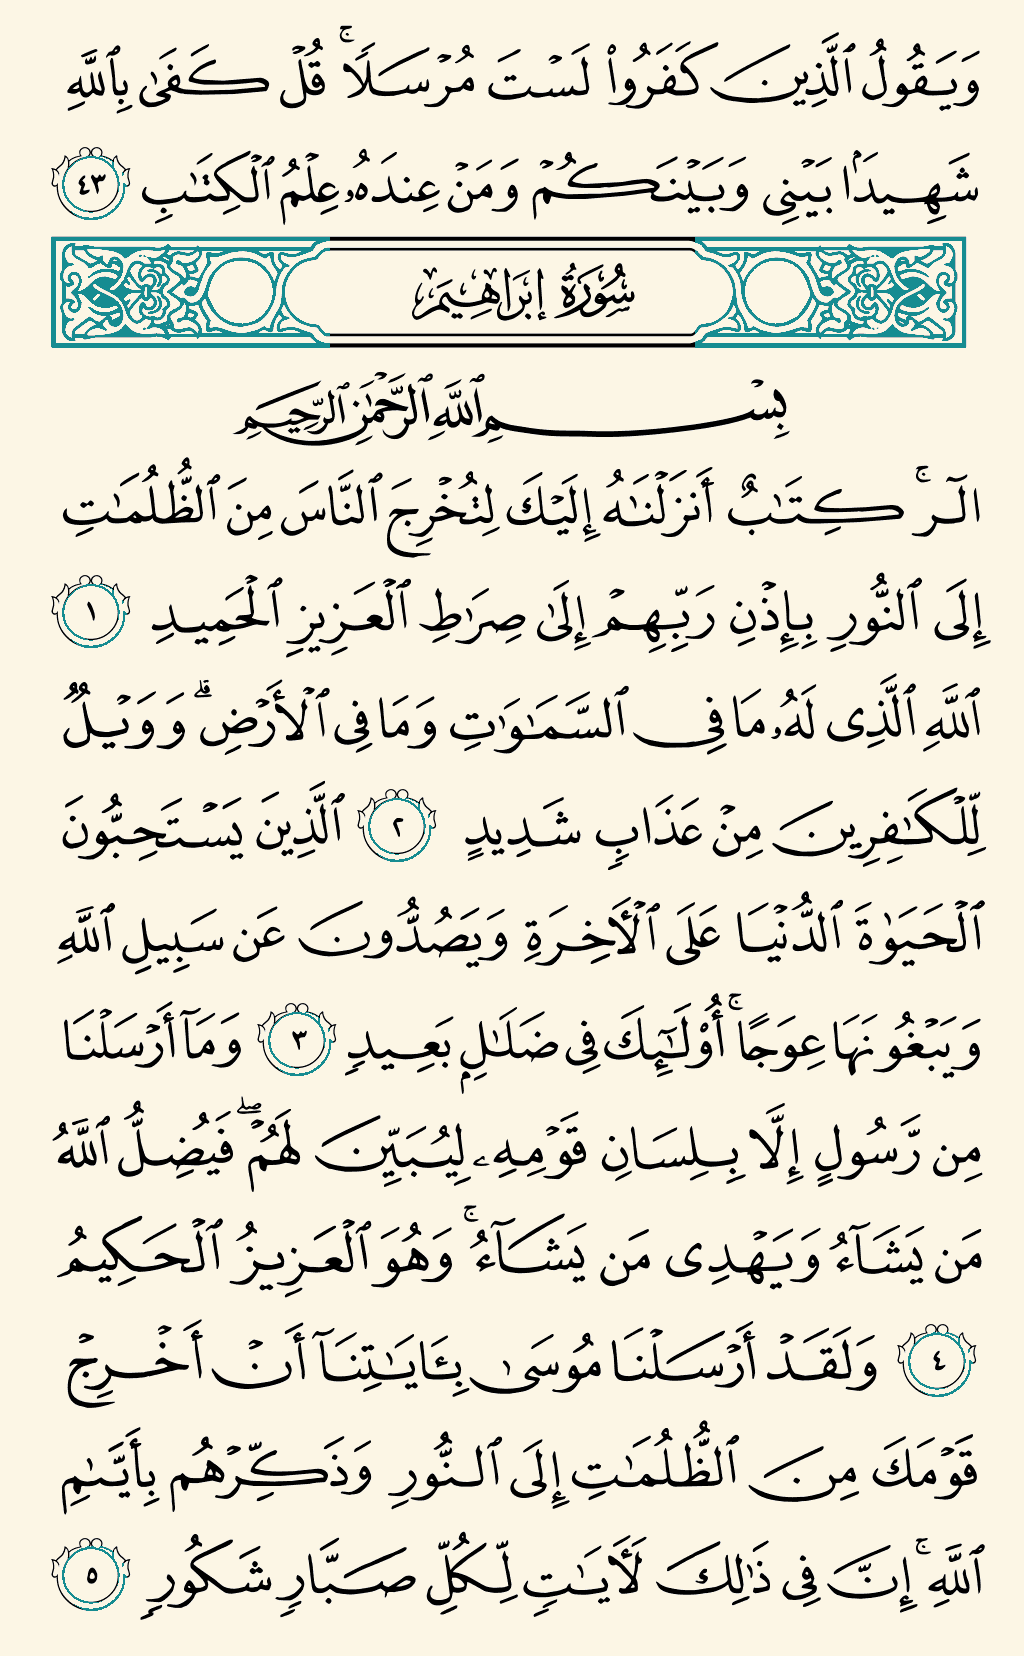 وَيَقُولُ ٱلَّذِينَ كَفَرُوا۟ لَسْتَ مُرْسَلًا ۚ قُلْ كَفَىٰ بِٱللَّهِ
شَهِيدًۢا بَيْنِى وَبَيْنَكُمْ وَمَنْ عِندَهُۥ عِلْمُ ٱلْكِتَـٰبِ ٤٣
سُورَةُ إِبْرَاهِيمَ
بِسْمِ ٱللَّهِ ٱلرَّحْمَـٰنِ ٱلرَّحِيمِ
الٓر ۚ كِتَـٰبٌ أَنزَلْنَـٰهُ إِلَيْكَ لِتُخْرِجَ ٱلنَّاسَ مِنَ ٱلظُّلُمَـٰتِ
إِلَى ٱلنُّورِ بِإِذْنِ رَبِّهِمْ إِلَىٰ صِرَٰطِ ٱلْعَزِيزِ ٱلْحَمِيدِ ١
ٱللَّهِ ٱلَّذِى لَهُۥ مَا فِى ٱلسَّمَـٰوَٰتِ وَمَا فِى ٱلْأَرْضِ ۗ وَوَيْلٌ
لِّلْكَـٰفِرِينَ مِنْ عَذَابٍ شَدِيدٍ ٢ ٱلَّذِينَ يَسْتَحِبُّونَ
ٱلْحَيَوٰةَ ٱلدُّنْيَا عَلَى ٱلْـَٔاخِرَةِ وَيَصُدُّونَ عَن سَبِيلِ ٱللَّهِ
وَيَبْغُونَهَا عِوَجًا ۚ أُو۟لَـٰٓئِكَ فِى ضَلَـٰلٍۭ بَعِيدٍ ٣ وَمَآ أَرْسَلْنَا
مِن رَّسُولٍ إِلَّا بِلِسَانِ قَوْمِهِۦ لِيُبَيِّنَ لَهُمْ ۖ فَيُضِلُّ ٱللَّهُ
مَن يَشَآءُ وَيَهْدِى مَن يَشَآءُ ۚ وَهُوَ ٱلْعَزِيزُ ٱلْحَكِيمُ
٤ وَلَقَدْ أَرْسَلْنَا مُوسَىٰ بِـَٔايَـٰتِنَآ أَنْ أَخْرِجْ
قَوْمَكَ مِنَ ٱلظُّلُمَـٰتِ إِلَى ٱلنُّورِ وَذَكِّرْهُم بِأَيَّىٰمِ
ٱللَّهِ ۚ إِنَّ فِى ذَٰلِكَ لَـَٔايَـٰتٍ لِّكُلِّ صَبَّارٍ شَكُورٍ ٥